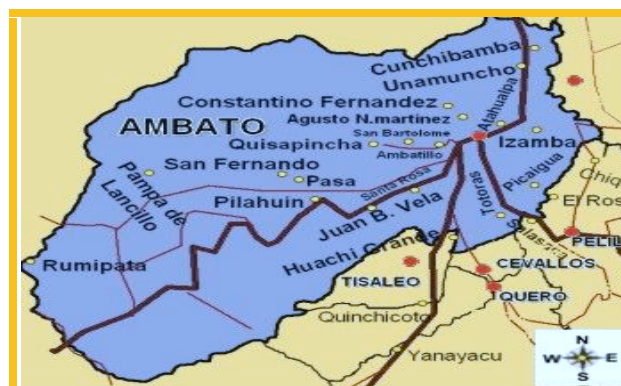 Cunchibamba
Unamuncho
Constantino Fernandez
Agusto N.martinez
Atahualpa
AMBATO
San Bartolome
Izamba
Quisapincha
Ambatillo
San Fernando
Pasa
Santa Rosa
Picaigua
Chiq
Pampa de
Lancillo
Pilahuin
Juan B. Vela
Totoras
El Ros
Salasaca
Huachi Grande
PELIL
Rumipata
CEVALLOS
TISALEO
QUERO
Quinchicoto
Yanayacu
N
W E
S